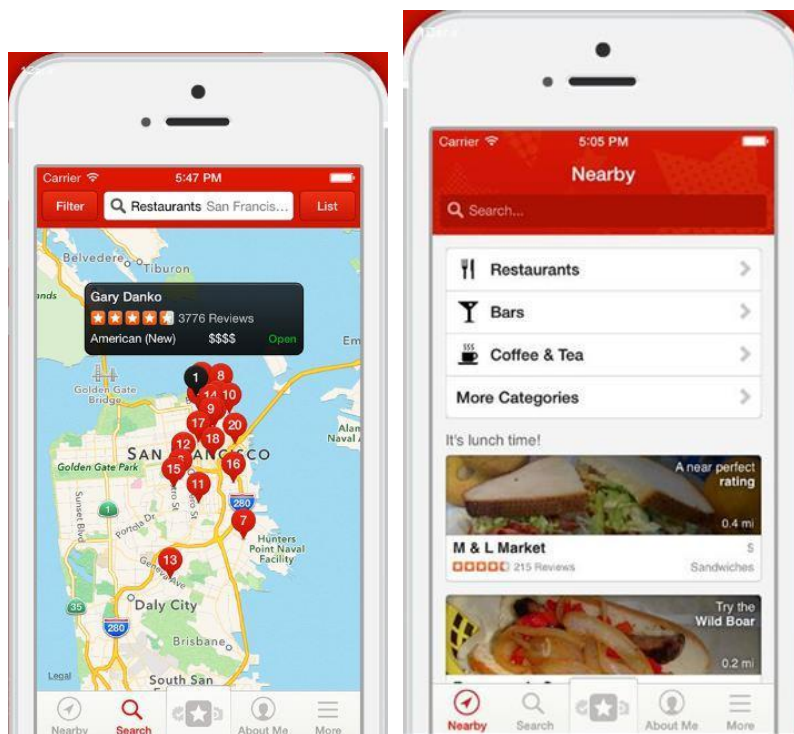 Carrier 5:47 PM
Filter Restaurants San Francis... List
Belvedere
Tiburon
Gary Danko
3776 Reviews
American (New) $$$$ Open
1 8
14 10
9
17 20
12 18
Golden Gate
Bridge
SAN FRANCISCO
Golden Gate Park
15 16
11
280
1
7
Sunset Blvd
Portola Dr
Hunters
Point Naval
Facility
13
Geneva Ave
35
Daly City
280
Brisbane
Legal
South San
Nearby Search About Me More
Carrier 5:05 PM
Nearby
Search...
Restaurants
Bars
Coffee & Tea
More Categories
It's lunch time!
A near perfect
rating
0.4 mi
M & L Market $
215 Reviews Sandwiches
Try the
Wild Boar
0.2 mi
Nearby Search About Me More